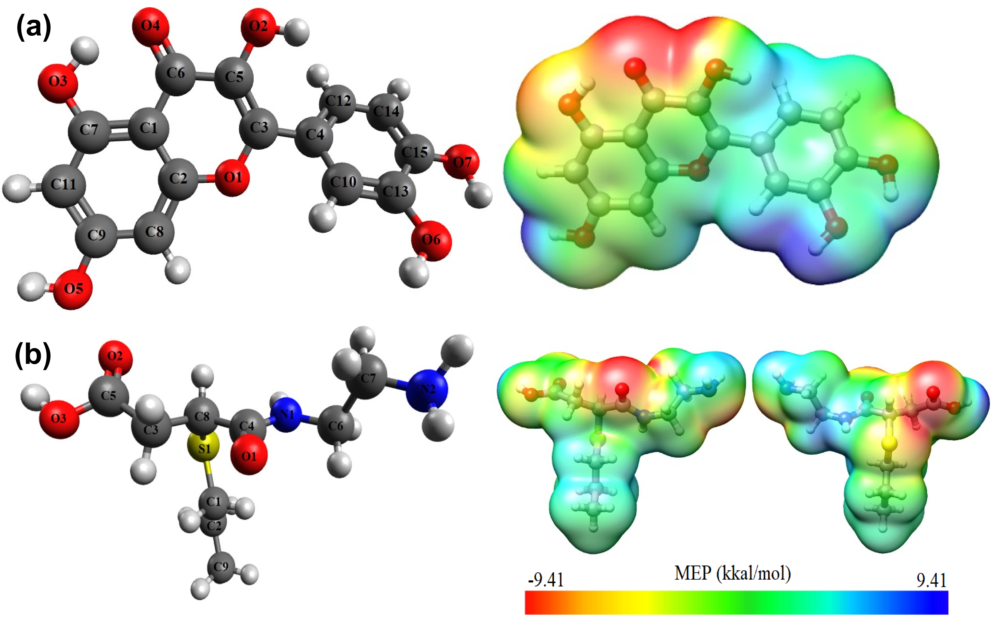 (a)
O4
O2
O3
C6
C5
C12
C14
C7
C1
C3
C4
C15
O7
C11
C2
O1
C10
C13
C9
C8
O6
O5
(b)
O2
C7
N2
C5
O3
C3
C8
C4
N1
C6
S1
O1
C1
C2
C9
MEP (kkal/mol)
-9.41
9.41